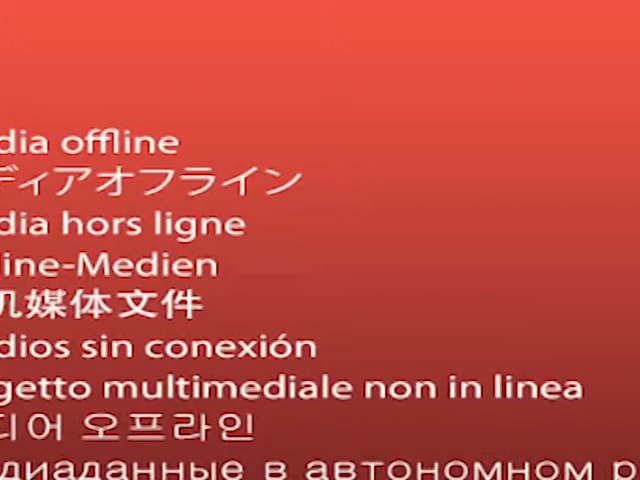 dia offline
ディアオフライン
dia hors ligne
ine-Medien
机媒体文件
dios sin conexión
getto multimediale non in linea
디어 오프라인
диаданные в автономном р